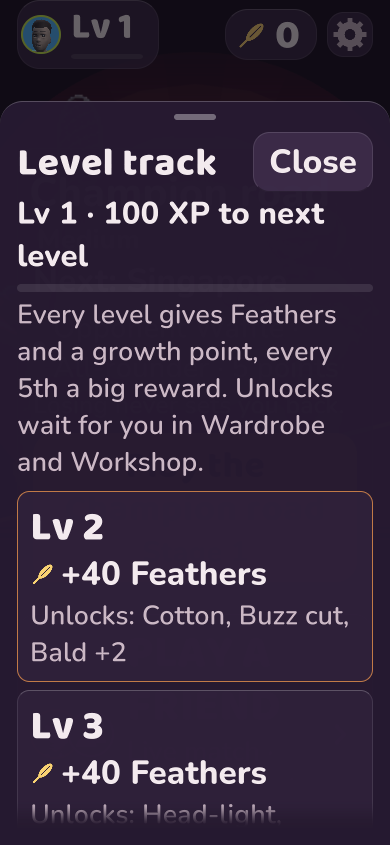 Lv 1
0
Level track
Close
Lv 1 · 100 XP to next
level
Every level gives Feathers
and a growth point, every
5th a big reward. Unlocks
wait for you in Wardrobe
and Workshop.
Lv 2
+40 Feathers
Unlocks: Cotton, Buzz cut,
Bald +2
Lv 3
+40 Feathers
Unlocks: Head-light,